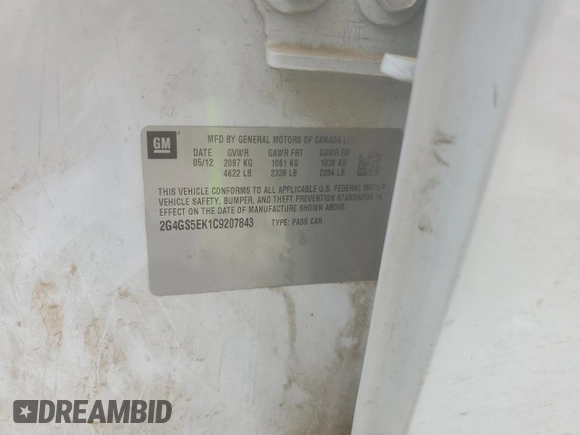 GM
MFD BY GENERAL MOTORS OF CANADA
DATE GVWR GAWR FRT GAWR RR
05/12 2097 KG 1061 KG 1036 KG
4622 LB 2338 LB 2284 LB
THIS VEHICLE CONFORMS TO ALL APPLICABLE U.S. FEDERAL MOTOR
VEHICLE SAFETY, BUMPER, AND THEFT PREVENTION STANDARDS IN
EFFECT ON THE DATE OF MANUFACTURE SHOWN ABOVE.
2G4GS5EK1C9207843 TYPE: PASS CAR
DREAMBID